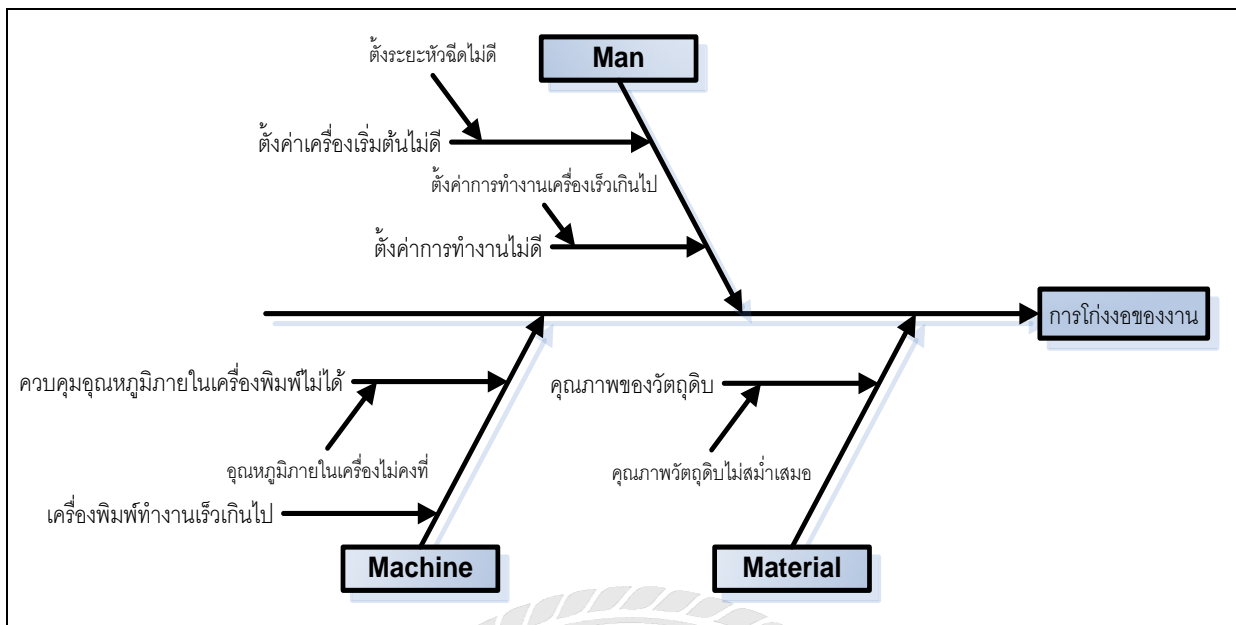 ตั้งระยะหัวฉีดไม่ดี
Man
ตั้งค่าเครื่องเริ่มต้นไม่ดี
ตั้งค่าการทำงานเครื่องเร็วเกินไป
ตั้งค่าการทำงานไม่ดี
การโก่งงอของงาน
ควบคุมอุณหภูมิภายในเครื่องพิมพ์ไม่ได้
คุณภาพของวัตถุดิบ
อุณหภูมิภายในเครื่องไม่คงที่
คุณภาพวัตถุดิบไม่สม่ำเสมอ
เครื่องพิมพ์ทำงานเร็วเกินไป
Machine
Material